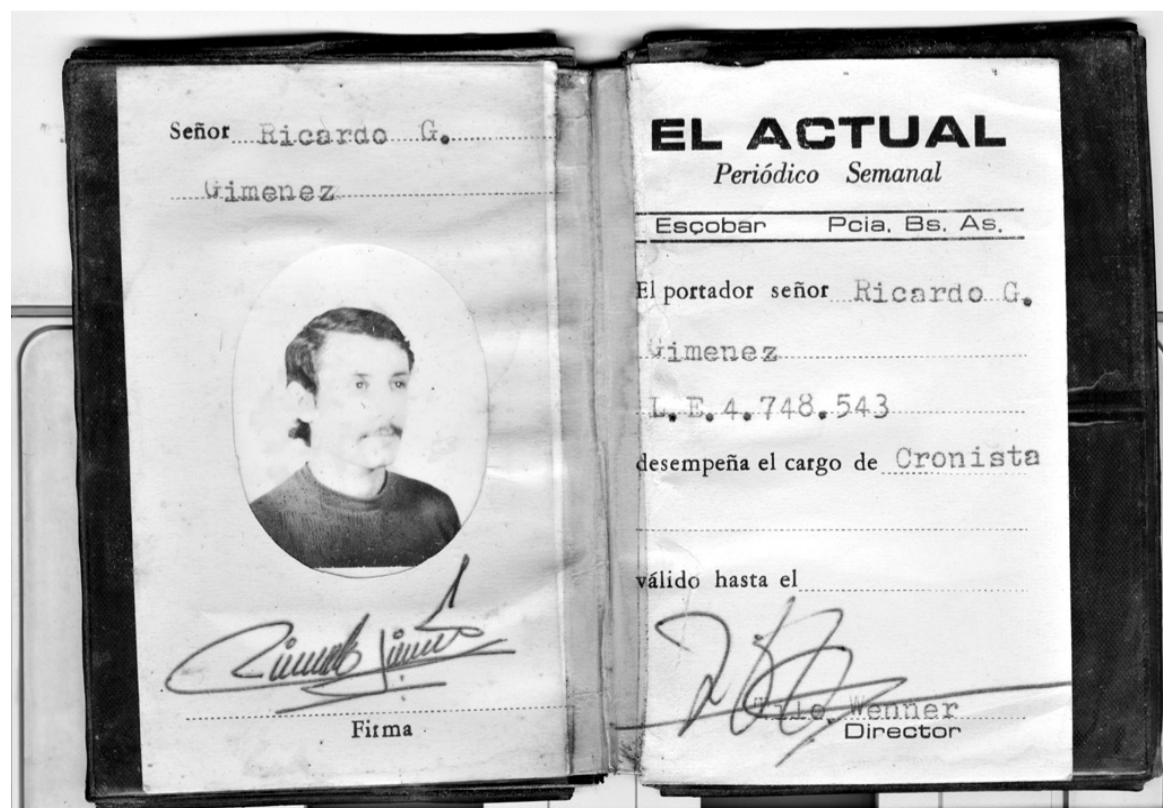 Señor Ricardo G.
Gimenez
Firma
EL ACTUAL
Periódico Semanal
Escobar Pcia. Bs. As.
El portador señor Ricardo G.
Gimenez
L. E. 4.748.543
desempeña el cargo de Cronista
válido hasta el
Tilo Wenner
Director